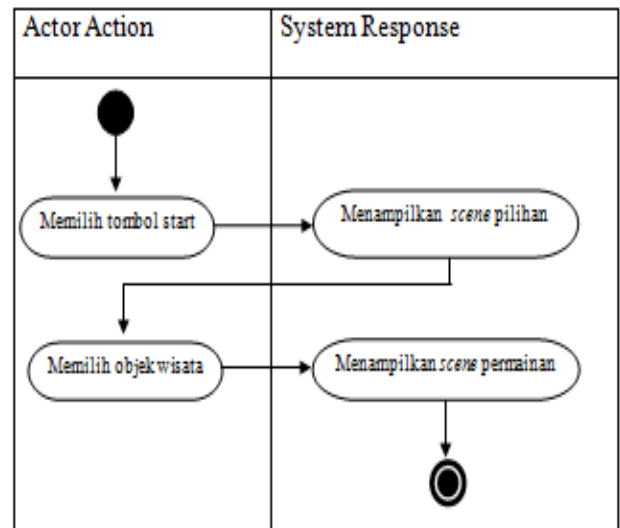 Actor Action
System Response
Memilih tombol start
Menampilkan scene pilihan
Memilih objek wisata
Menampilkan scene permainan